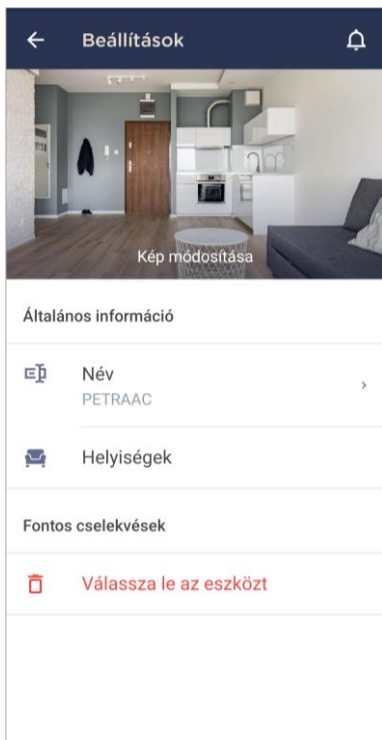 Beállítások
Kép módosítása
Általános információ
Név
PETRAAC
Helyiségek
Fontos cselekvések
Válassza le az eszközt